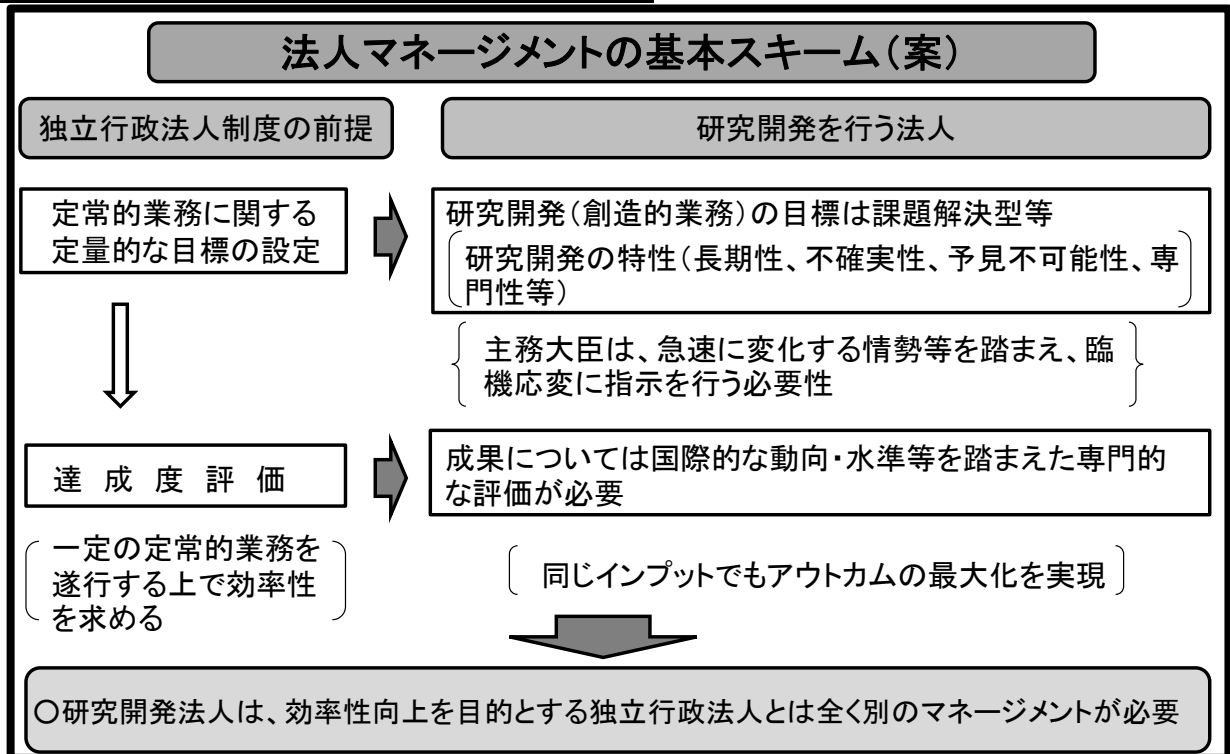 法人マネージメントの基本スキーム(案)
独立行政法人制度の前提
研究開発を行う法人
定常的業務に関する
定量的な目標の設定
研究開発(創造的業務)の目標は課題解決型等
研究開発の特性(長期性、不確実性、予見不可能性、専
門性等)
主務大臣は、急速に変化する情勢等を踏まえ、臨
機応変に指示を行う必要性
達 成 度 評 価
成果については国際的な動向・水準等を踏まえた専門的
な評価が必要
一定の定常的業務を
遂行する上で効率性
を求める
同じインプットでもアウトカムの最大化を実現
○研究開発法人は、効率性向上を目的とする独立行政法人とは全く別のマネージメントが必要